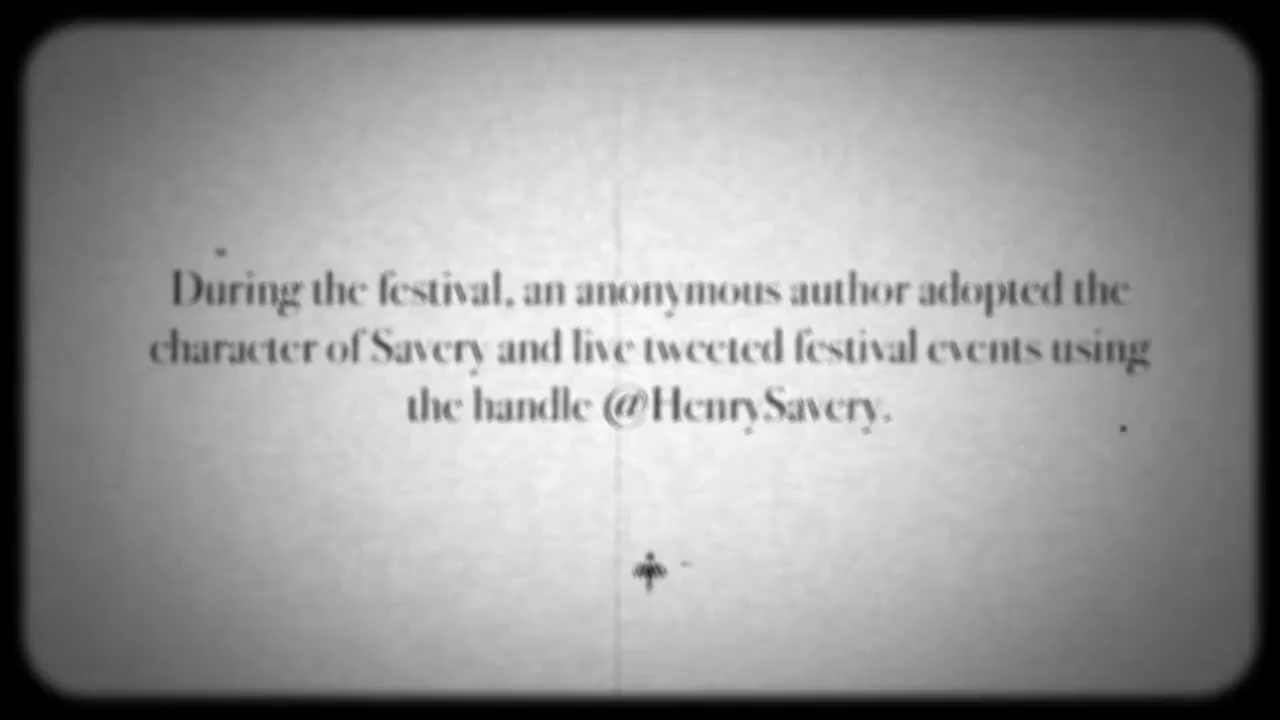 During the festival, an anonymous author adopted the
character of Savery and live tweeted festival events using
the handle @HenrySavery.